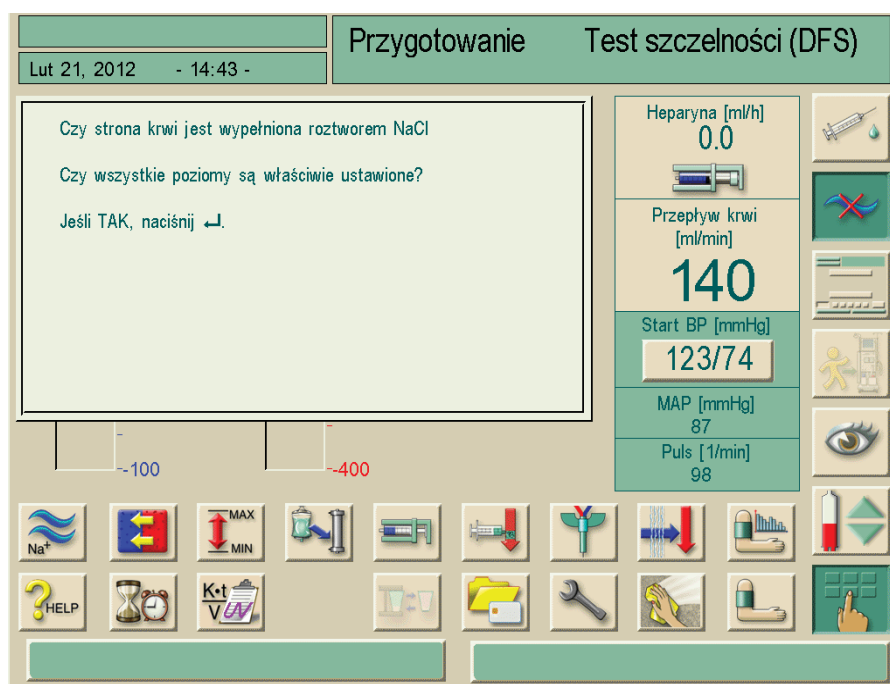 Przygotowanie Test szczelności (DFS)
Lut 21, 2012 - 14:43 -
Czy strona krwi jest wypełniona roztworem NaCl
Czy wszystkie poziomy są właściwie ustawione?
Jeśli TAK, naciśnij ↵.
-100
-400
Heparyna [ml/h]
0.0
Przepływ krwi
[ml/min]
140
Start BP [mmHg]
123/74
MAP [mmHg]
87
Puls [1/min]
98
Na+
MAX
MIN
HELP
K•t
V
UV